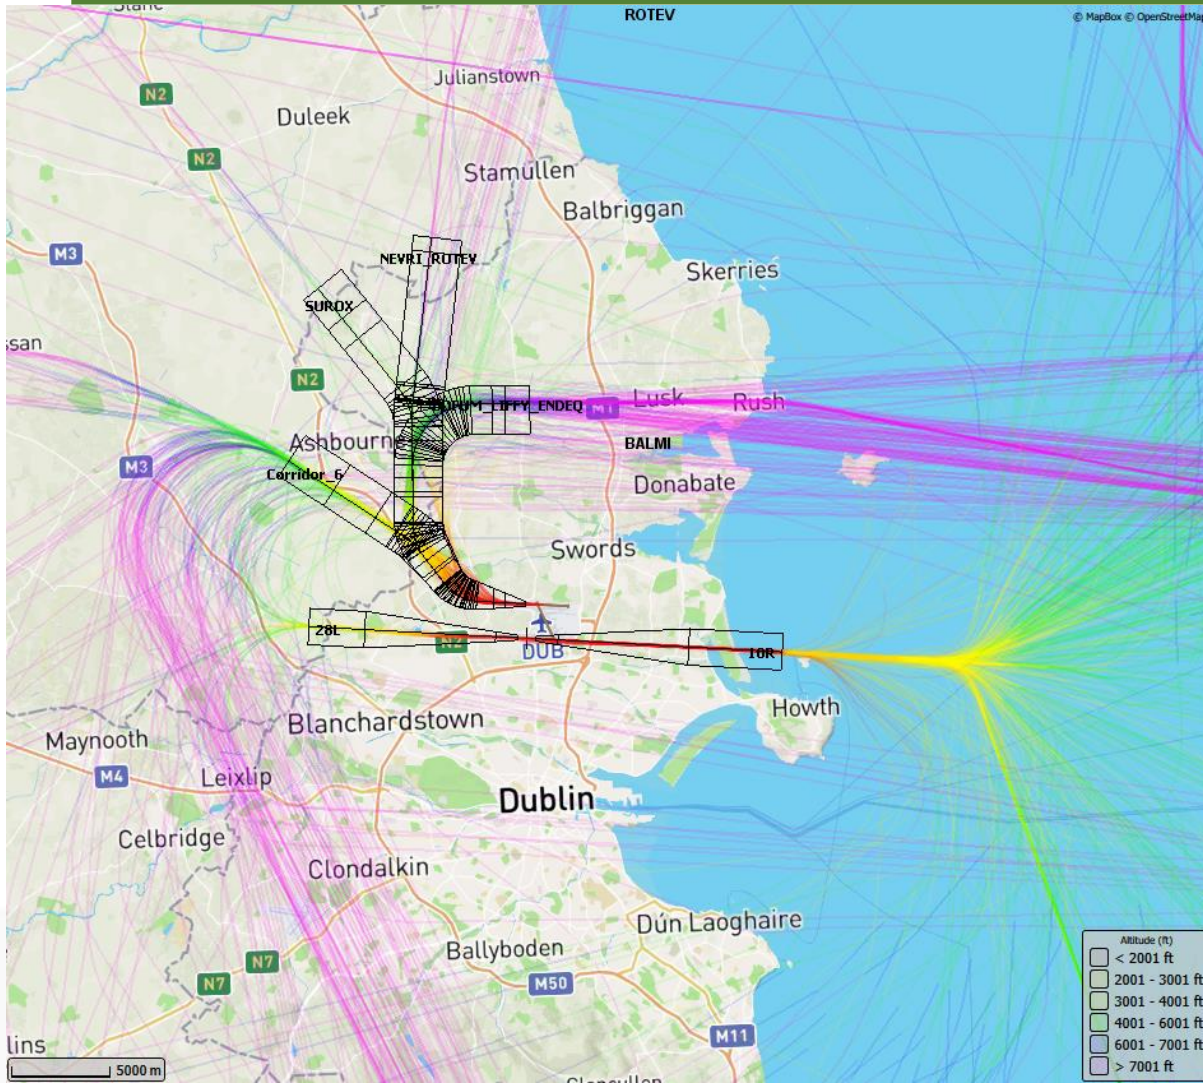 Slane
ROTEV
© MapBox © OpenStreetMap
Julianstown
N2
Duleek
N2
Stamullen
Balbriggan
M3
NEVRI_ROTEV
Skerries
SUROX
ssan
N2
LIFFY_ENDEQ
M1
Lusk
Rush
Ashbourne
BALMI
M3
Corridor_6
Donabate
Swords
28L
N2
DUB
10R
Howth
Blanchardstown
Maynooth
M4
Leixlip
Dublin
Celbridge
Clondalkin
Dún Laoghaire
Ballyboden
N7
N7
M50
M11
lins
5000 m
Altitude (ft)
< 2001 ft
2001 - 3001 ft
3001 - 4001 ft
4001 - 6001 ft
6001 - 7001 ft
> 7001 ft